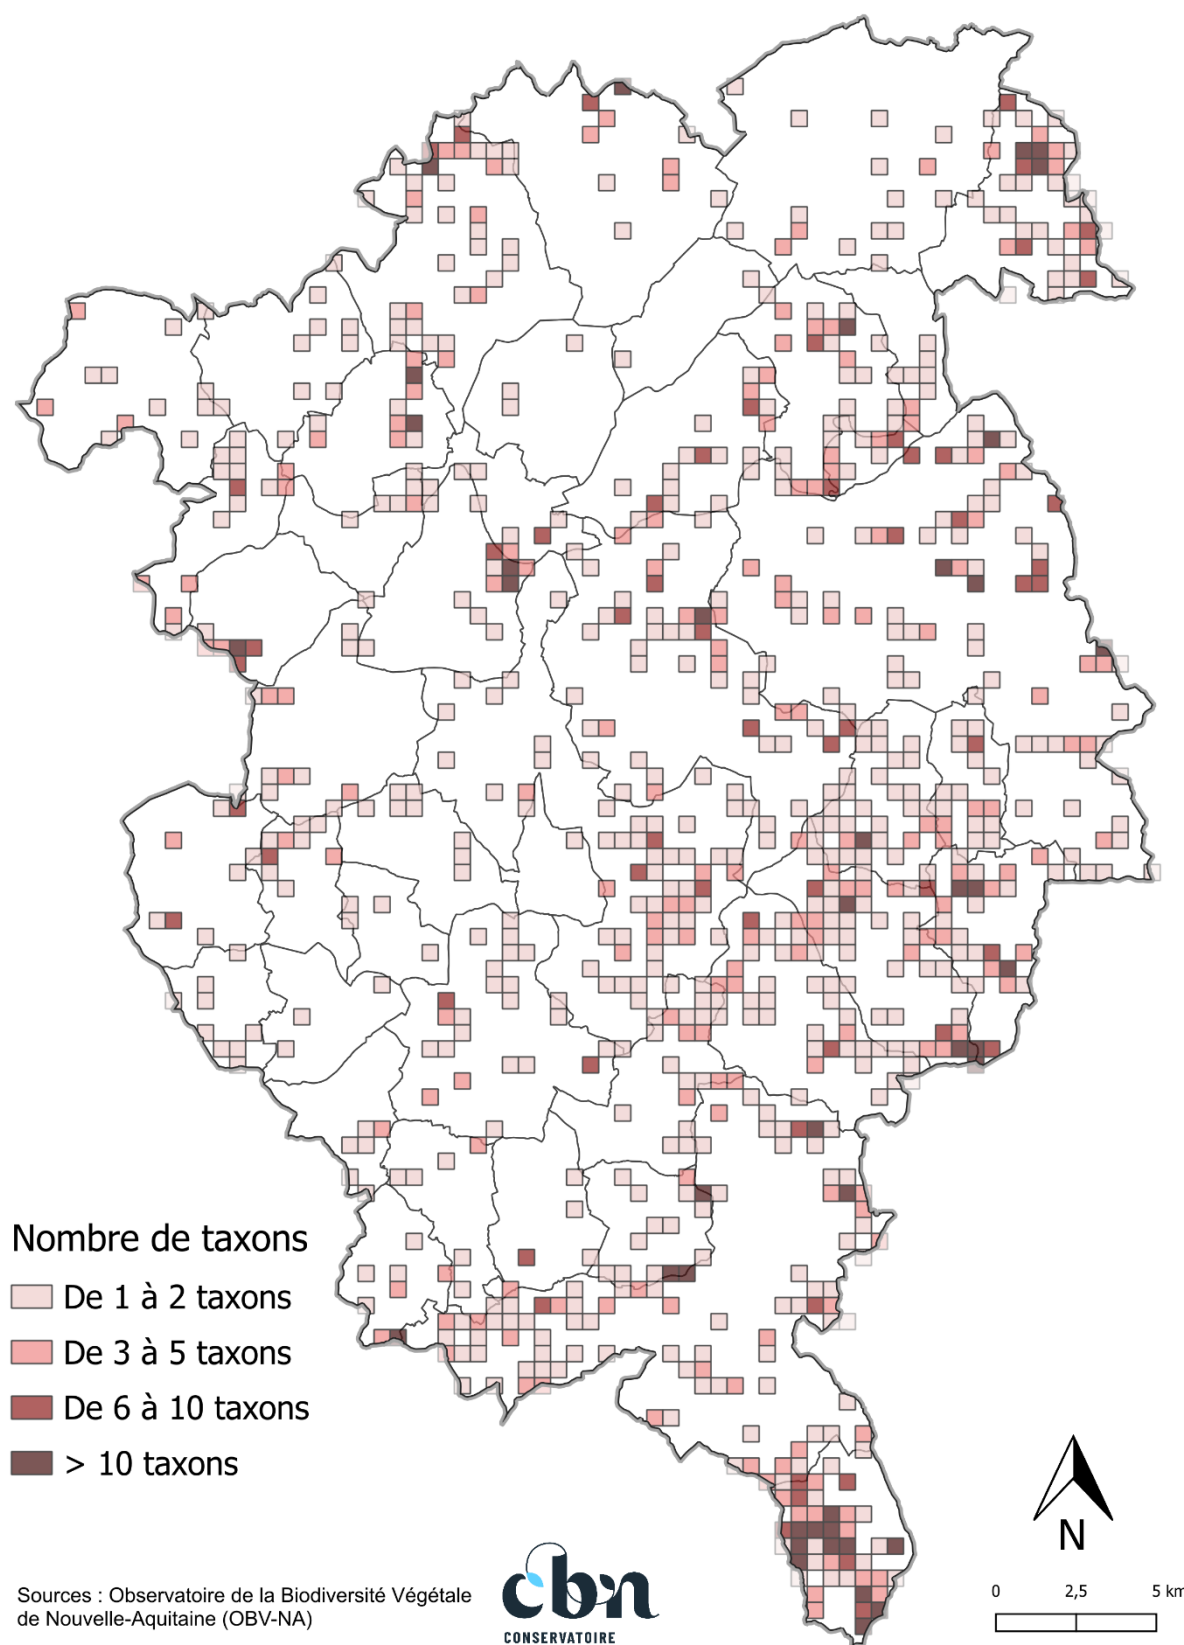 Nombre de taxons
De 1 à 2 taxons
De 3 à 5 taxons
De 6 à 10 taxons
> 10 taxons
Sources : Observatoire de la Biodiversité Végétale
de Nouvelle-Aquitaine (OBV-NA)
cbn
CONSERVATOIRE
N
0 2,5 5 km